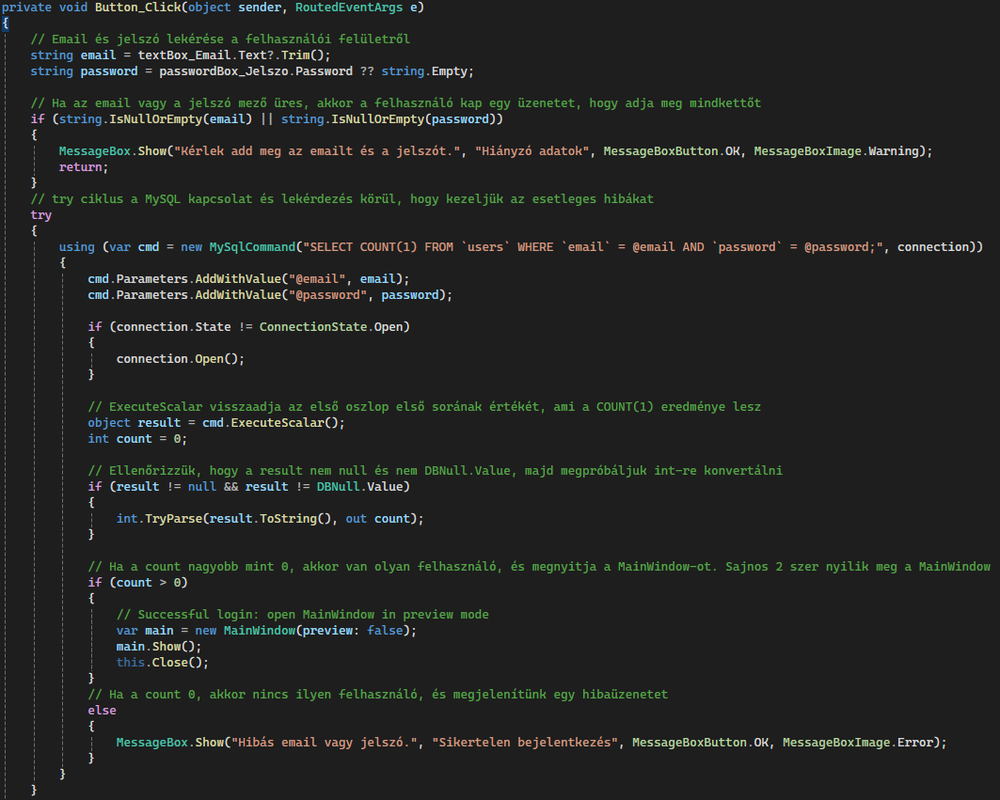 private void Button_Click(object sender, RoutedEventArgs e)
{
    // Email és jelszó lekérése a felhasználói felületről
    string email = textBox_Email.Text?.Trim();
    string password = passwordBox_Jelszo.Password ?? string.Empty;

    // Ha az email vagy a jelszó mező üres, akkor a felhasználó kap egy üzenetet, hogy adja meg mindkettőt
    if (string.IsNullOrEmpty(email) || string.IsNullOrEmpty(password))
    {
        MessageBox.Show("Kérlek add meg az emailt és a jelszót.", "Hiányzó adatok", MessageBoxButton.OK, MessageBoxImage.Warning);
        return;
    }
    // try ciklus a MySQL kapcsolat és lekérdezés körül, hogy kezeljük az esetleges hibákat
    try
    {
        using (var cmd = new MySqlCommand("SELECT COUNT(1) FROM `users` WHERE `email` = @email AND `password` = @password;", connection))
        {
            cmd.Parameters.AddWithValue("@email", email);
            cmd.Parameters.AddWithValue("@password", password);

            if (connection.State != ConnectionState.Open)
            {
                connection.Open();
            }

            // ExecuteScalar visszaadja az első oszlop első sorának értékét, ami a COUNT(1) eredménye lesz
            object result = cmd.ExecuteScalar();
            int count = 0;

            // Ellenőrizzük, hogy a result nem null és nem DBNull.Value, majd megpróbáljuk int-re konvertálni
            if (result != null && result != DBNull.Value)
            {
                int.TryParse(result.ToString(), out count);
            }

            // Ha a count nagyobb mint 0, akkor van olyan felhasználó, és megnyitja a MainWindow-ot. Sajnos 2 szer nyilik meg a MainWindow
            if (count > 0)
            {
                // Successful login: open MainWindow in preview mode
                var main = new MainWindow(preview: false);
                main.Show();
                this.Close();
            }
            // Ha a count 0, akkor nincs ilyen felhasználó, és megjelenítünk egy hibaüzenetet
            else
            {
                MessageBox.Show("Hibás email vagy jelszó.", "Sikertelen bejelentkezés", MessageBoxButton.OK, MessageBoxImage.Error);
            }
        }
    }